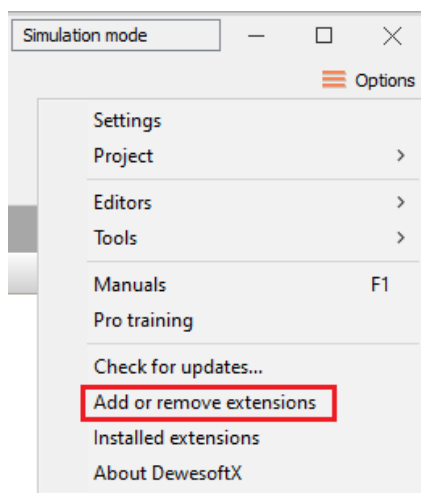 Simulation mode
Options
Settings
Project
Editors
Tools
Manuals F1
Pro training
Check for updates...
Add or remove extensions
Installed extensions
About DewesoftX